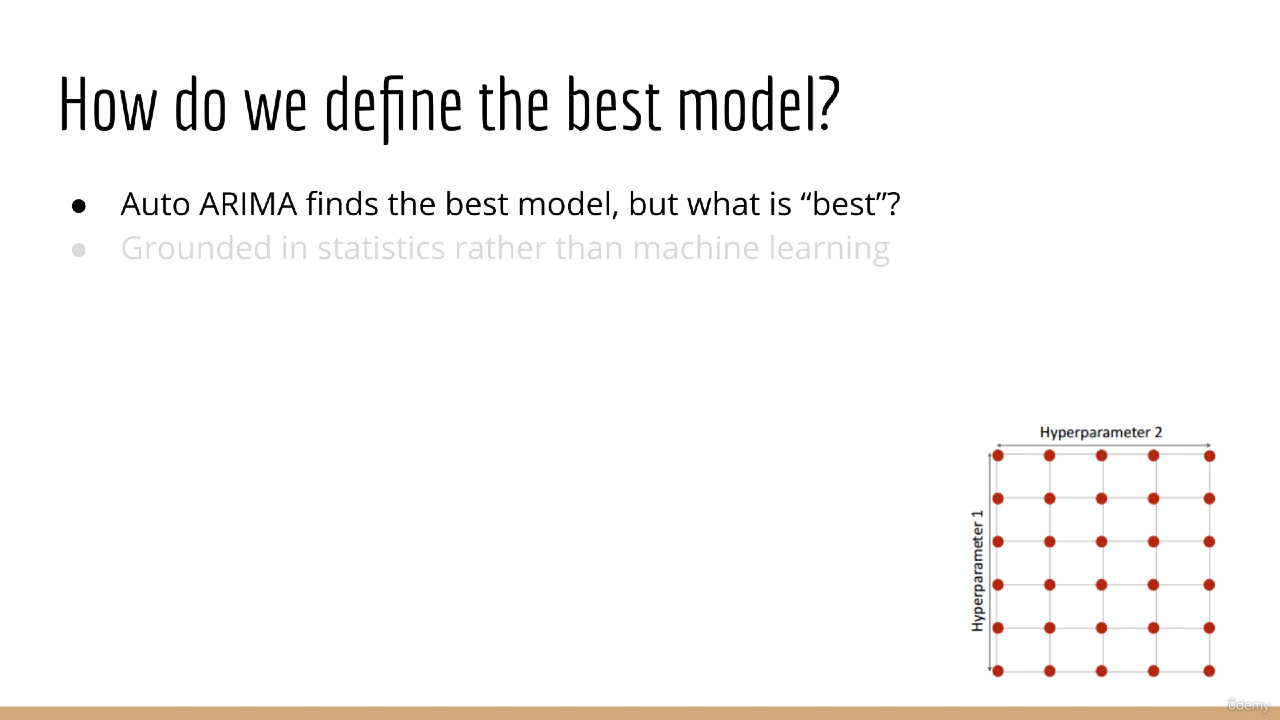 How do we define the best model?
● Auto ARIMA finds the best model, but what is “best”?
● Grounded in statistics rather than machine learning
Hyperparameter 2
Hyperparameter 1
ûdemy